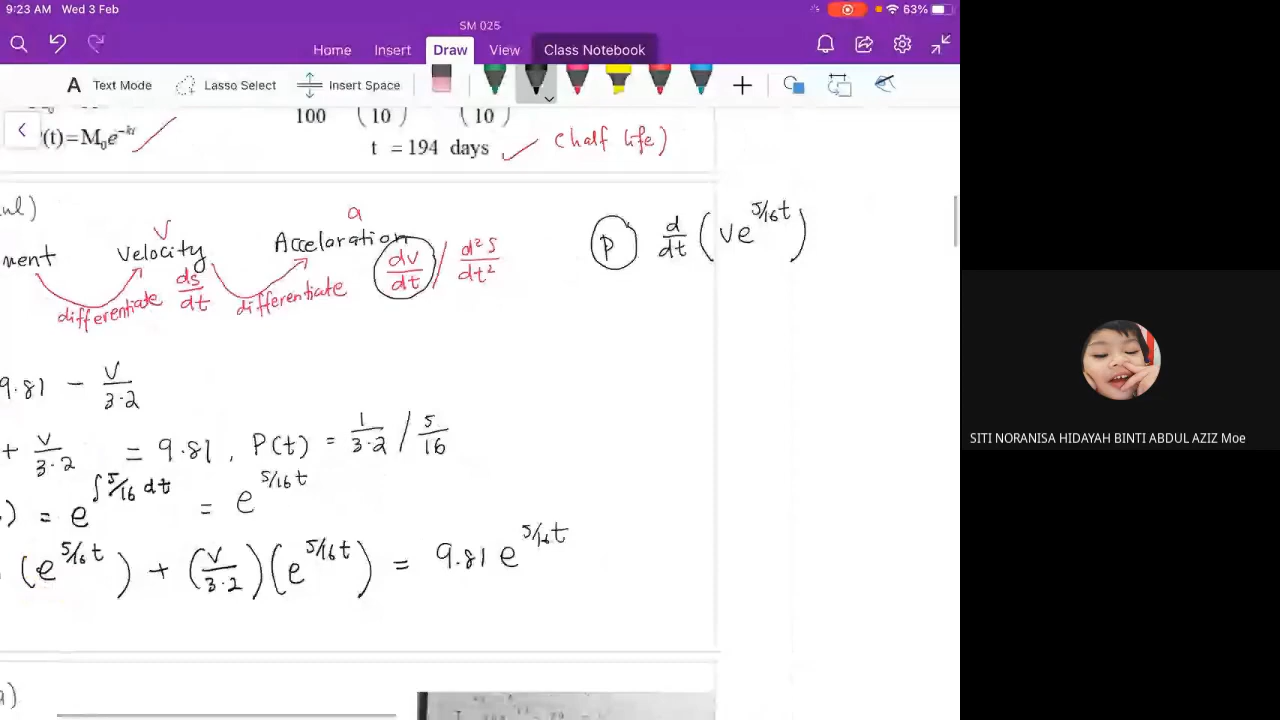 9:23 AM Wed 3 Feb
63%
SM 025
Home Insert Draw View Class Notebook
A Text Mode Lasso Select Insert Space
100 (10) (10)
(t) = M₀e^{-kt}
t = 194 days (half life)
V a
ment Velocity Accelaration dv/dt / d²s/dt²
differentiate ds/dt differentiate
P d/dt (Ve^{5/16t})
9.81 − V/3.2
+ V/3.2 = 9.81, P(t) = 1/3.2 / 5/16
) = e^{∫5/16 dt} = e^{5/16t}
(e^{5/16t}) + (V/3.2)(e^{5/16t}) = 9.81 e^{5/16t}
SITI NORANISA HIDAYAH BINTI ABDUL AZIZ Moe